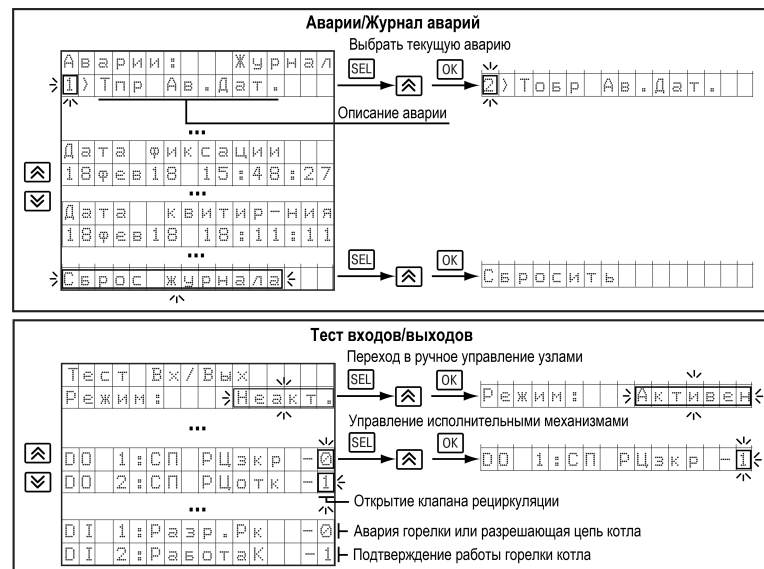 Аварии/Журнал аварий
Выбрать текущую аварию
Аварии: Журнал
SEL OK
1) Тпр Ав.Дат. 2) Тобр Ав.Дат.
Описание аварии
...
Дата фиксации
18фев18 15:48:27
...
Дата квитир-ния
18фев18 18:11:11
...
SEL OK
Сброс журнала Сбросить
Тест входов/выходов
Переход в ручное управление узлами
Тест Вх/Вых
SEL OK
Режим: Неакт. Режим: Активен
...
Управление исполнительными механизмами
SEL OK
DO 1:СП РЦзкр -0 DO 1:СП РЦзкр -1
DO 2:СП РЦотк -1
Открытие клапана рециркуляции
...
DI 1:Разр.Рк -0 Авария горелки или разрешающая цепь котла
DI 2:РаботаК -1 Подтверждение работы горелки котла